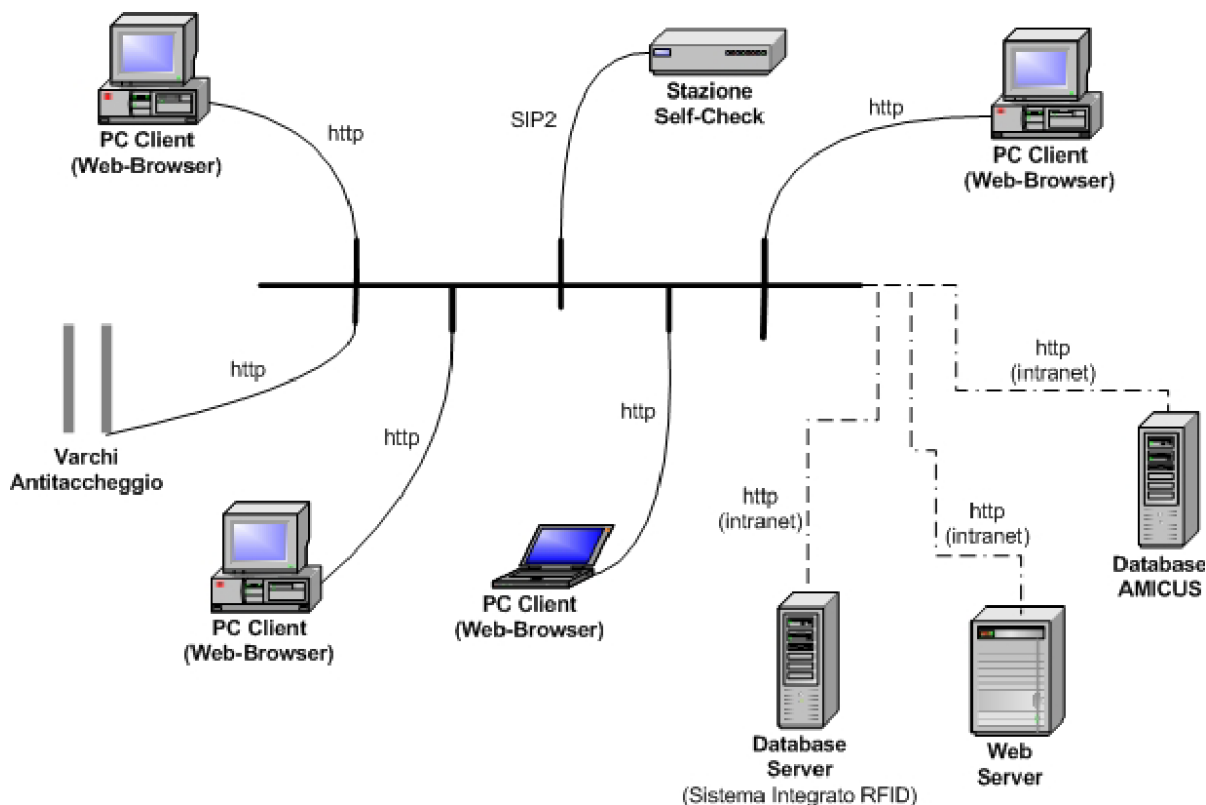 PC Client
(Web-Browser)
http
SIP2
Stazione
Self-Check
http
PC Client
(Web-Browser)
http
Varchi
Antitaccheggio
http
PC Client
(Web-Browser)
http
PC Client
(Web-Browser)
http
(intranet)
Database
Server
(Sistema Integrato RFID)
http
(intranet)
Web
Server
http
(intranet)
Database
AMICUS